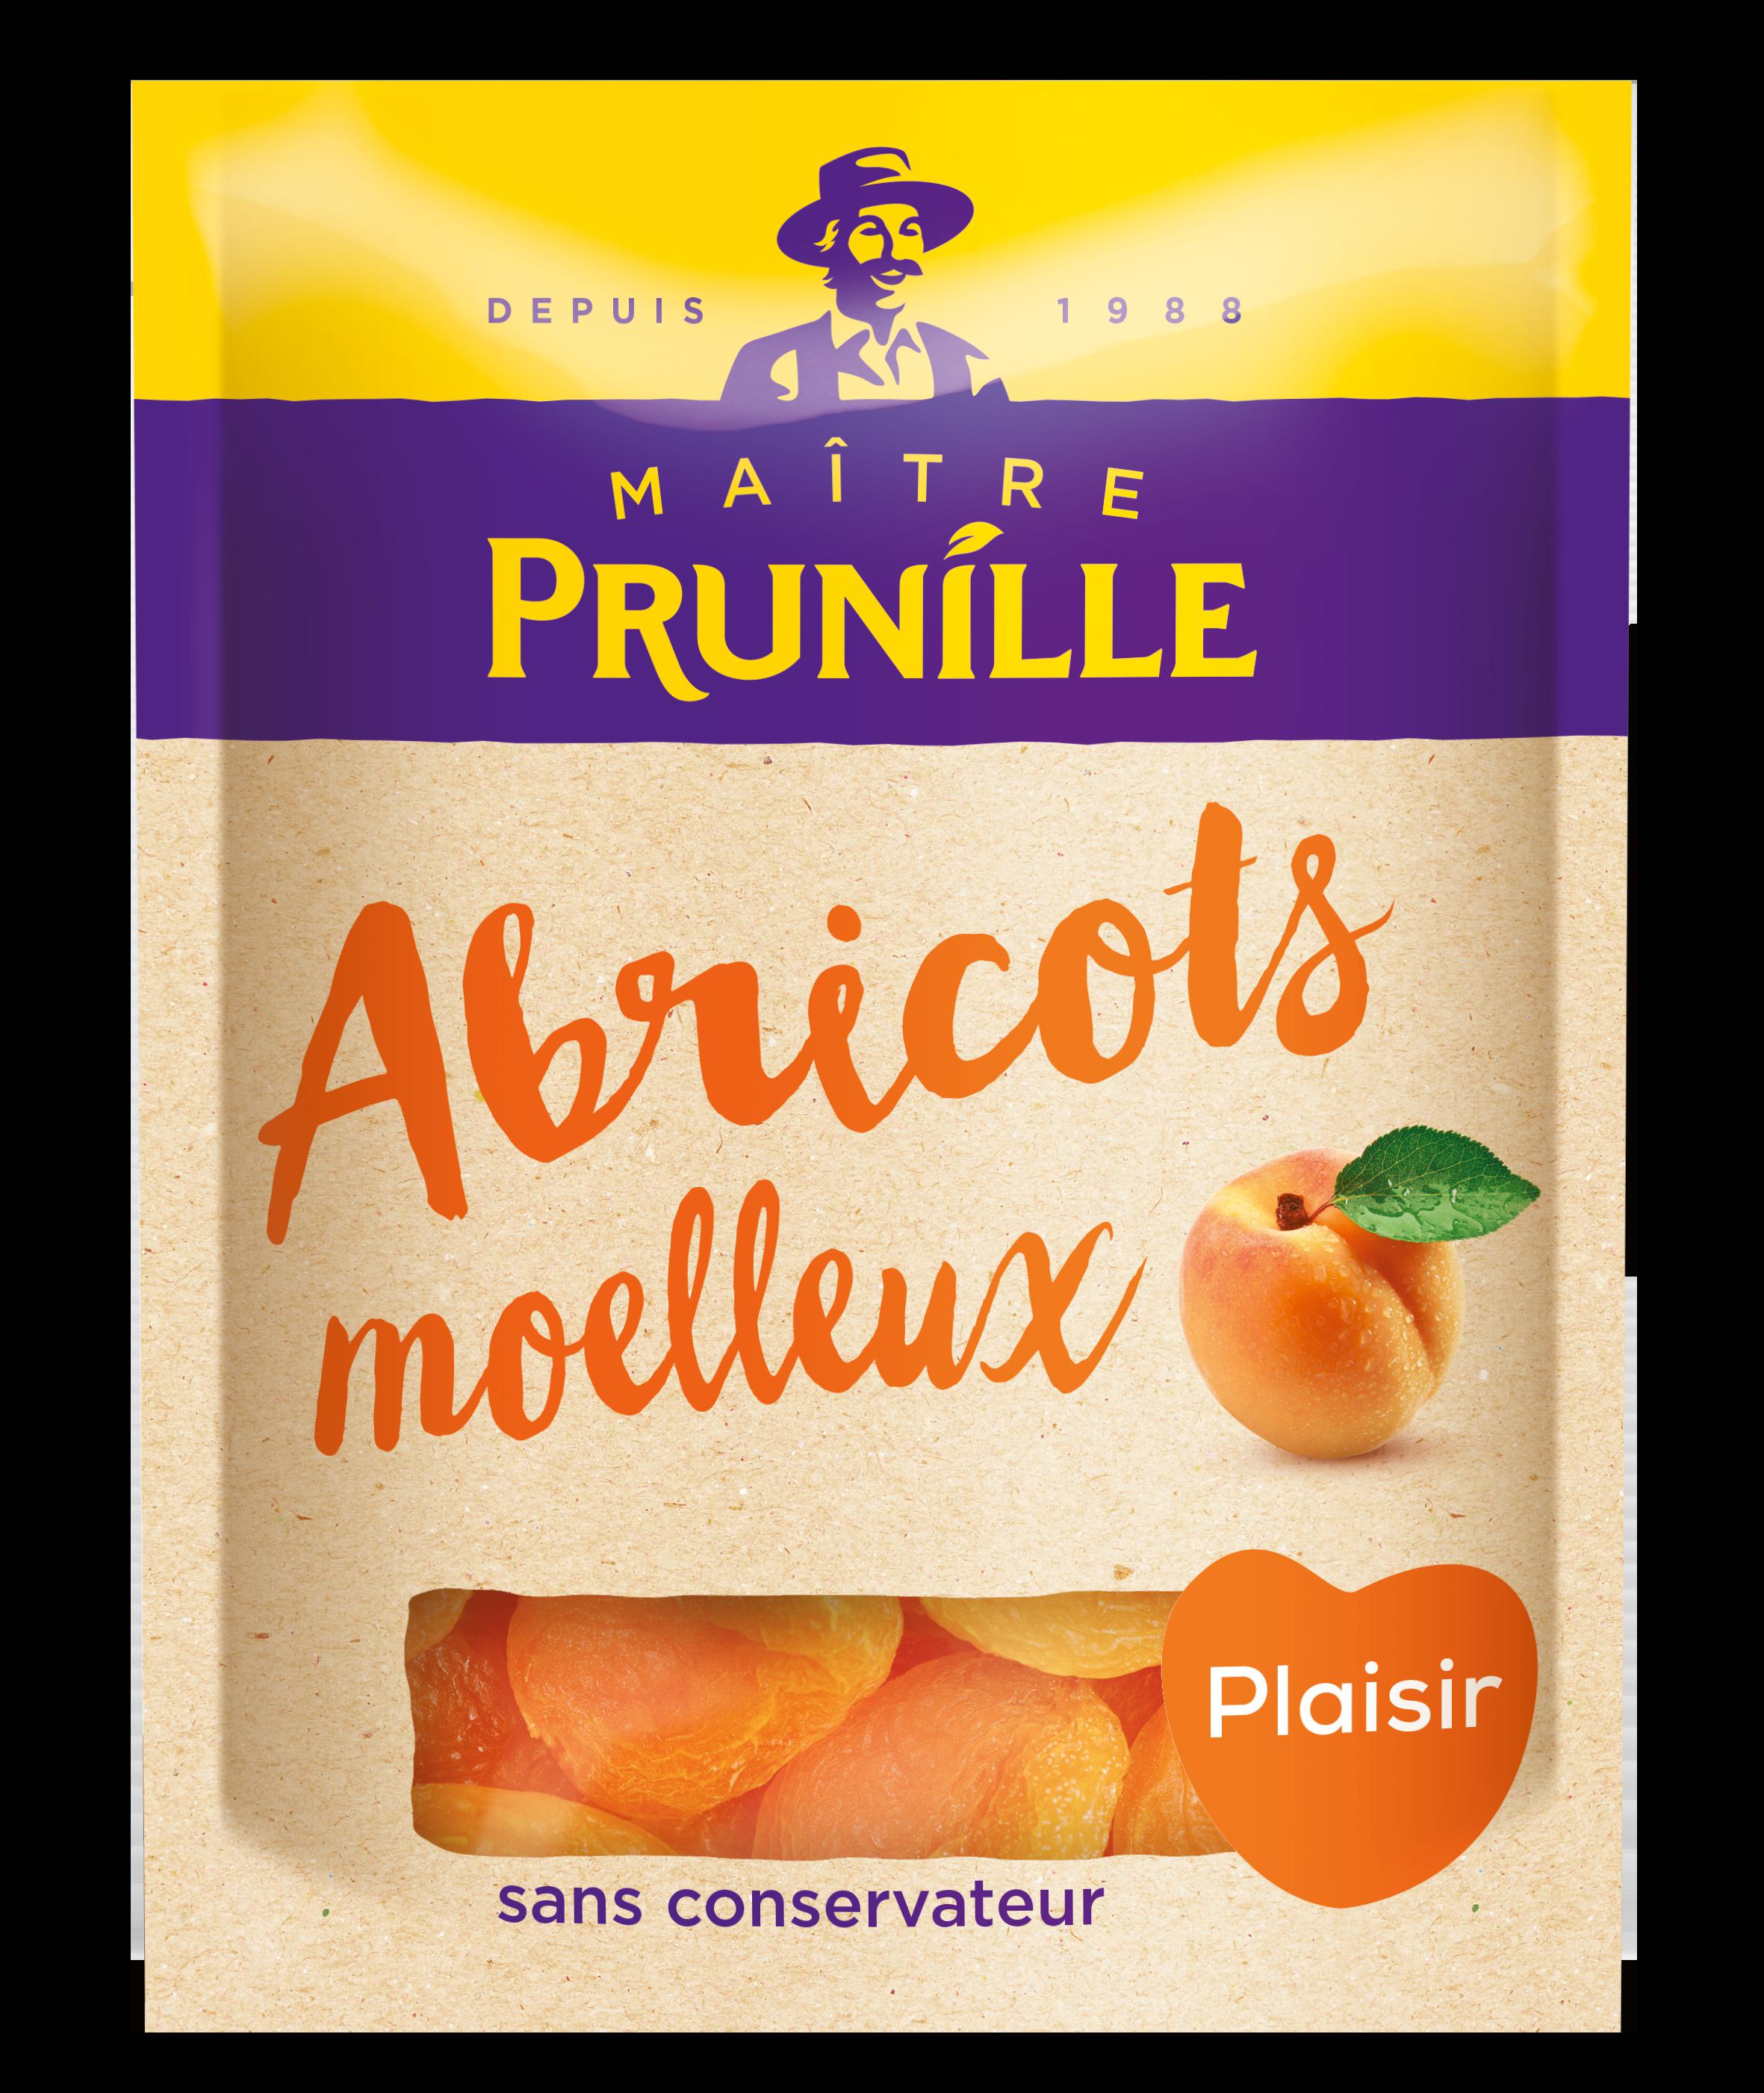 DEPUIS 1988
MAÎTRE
PRUNILLE
Abricots
moelleux
Plaisir
sans conservateur